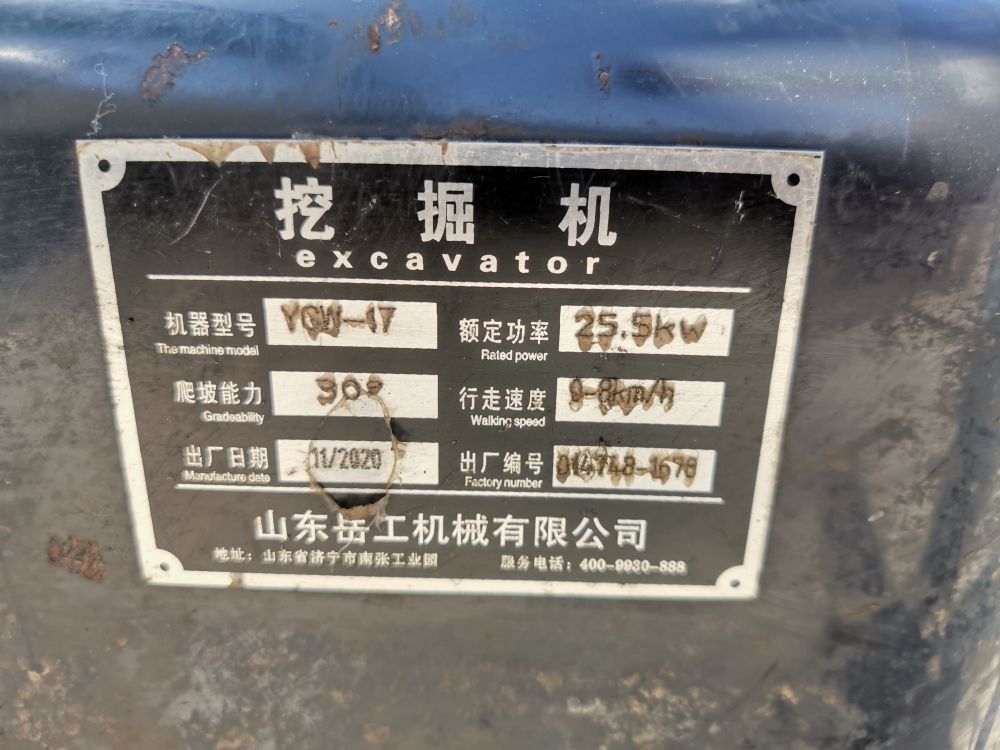 挖掘机
excavator
机器型号 YGW-17 额定功率 25.5kw
The machine model Rated power
爬坡能力 30° 行走速度 0-8km/h
Gradeability Walking speed
出厂日期 11/2020 出厂编号
Manufacture date Factory number
山东岳工机械有限公司
地址：山东省济宁市南张工业园 服务电话：400-9930-888